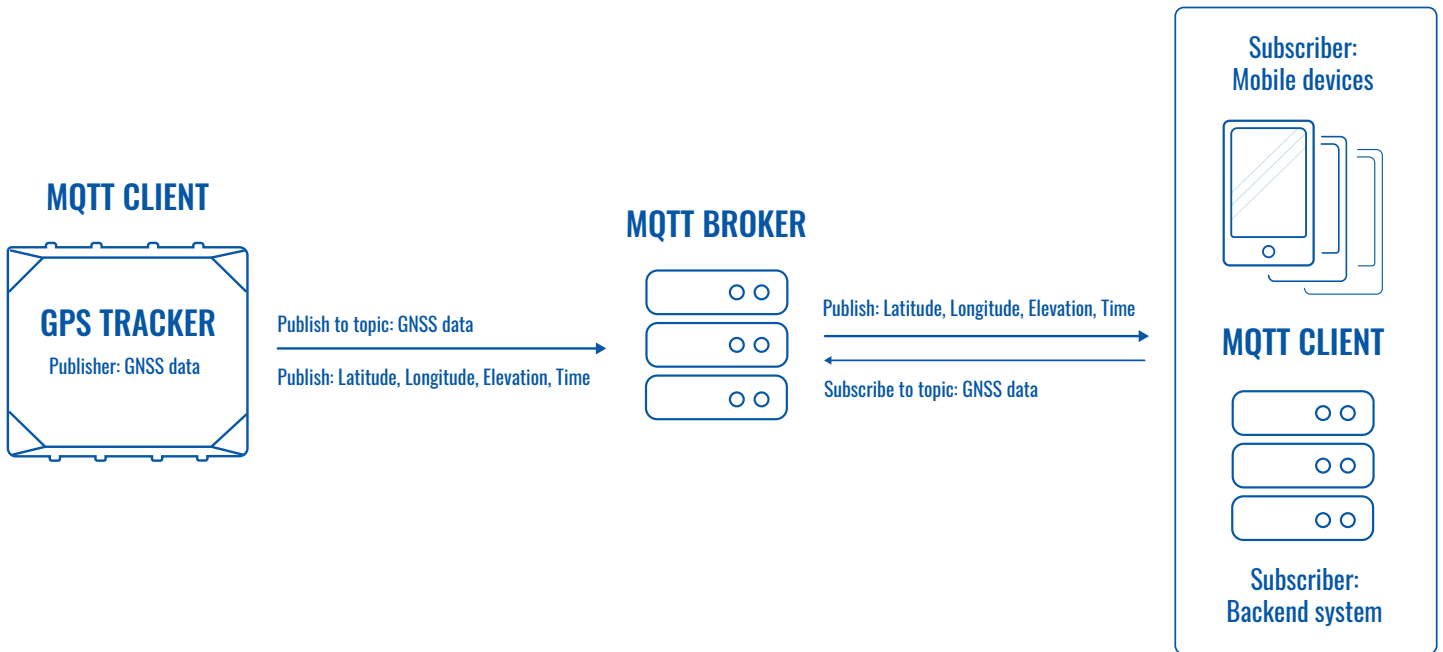 MQTT CLIENT
GPS TRACKER
Publisher: GNSS data
Publish to topic: GNSS data
Publish: Latitude, Longitude, Elevation, Time
MQTT BROKER
Publish: Latitude, Longitude, Elevation, Time
Subscribe to topic: GNSS data
Subscriber:
Mobile devices
MQTT CLIENT
Subscriber:
Backend system